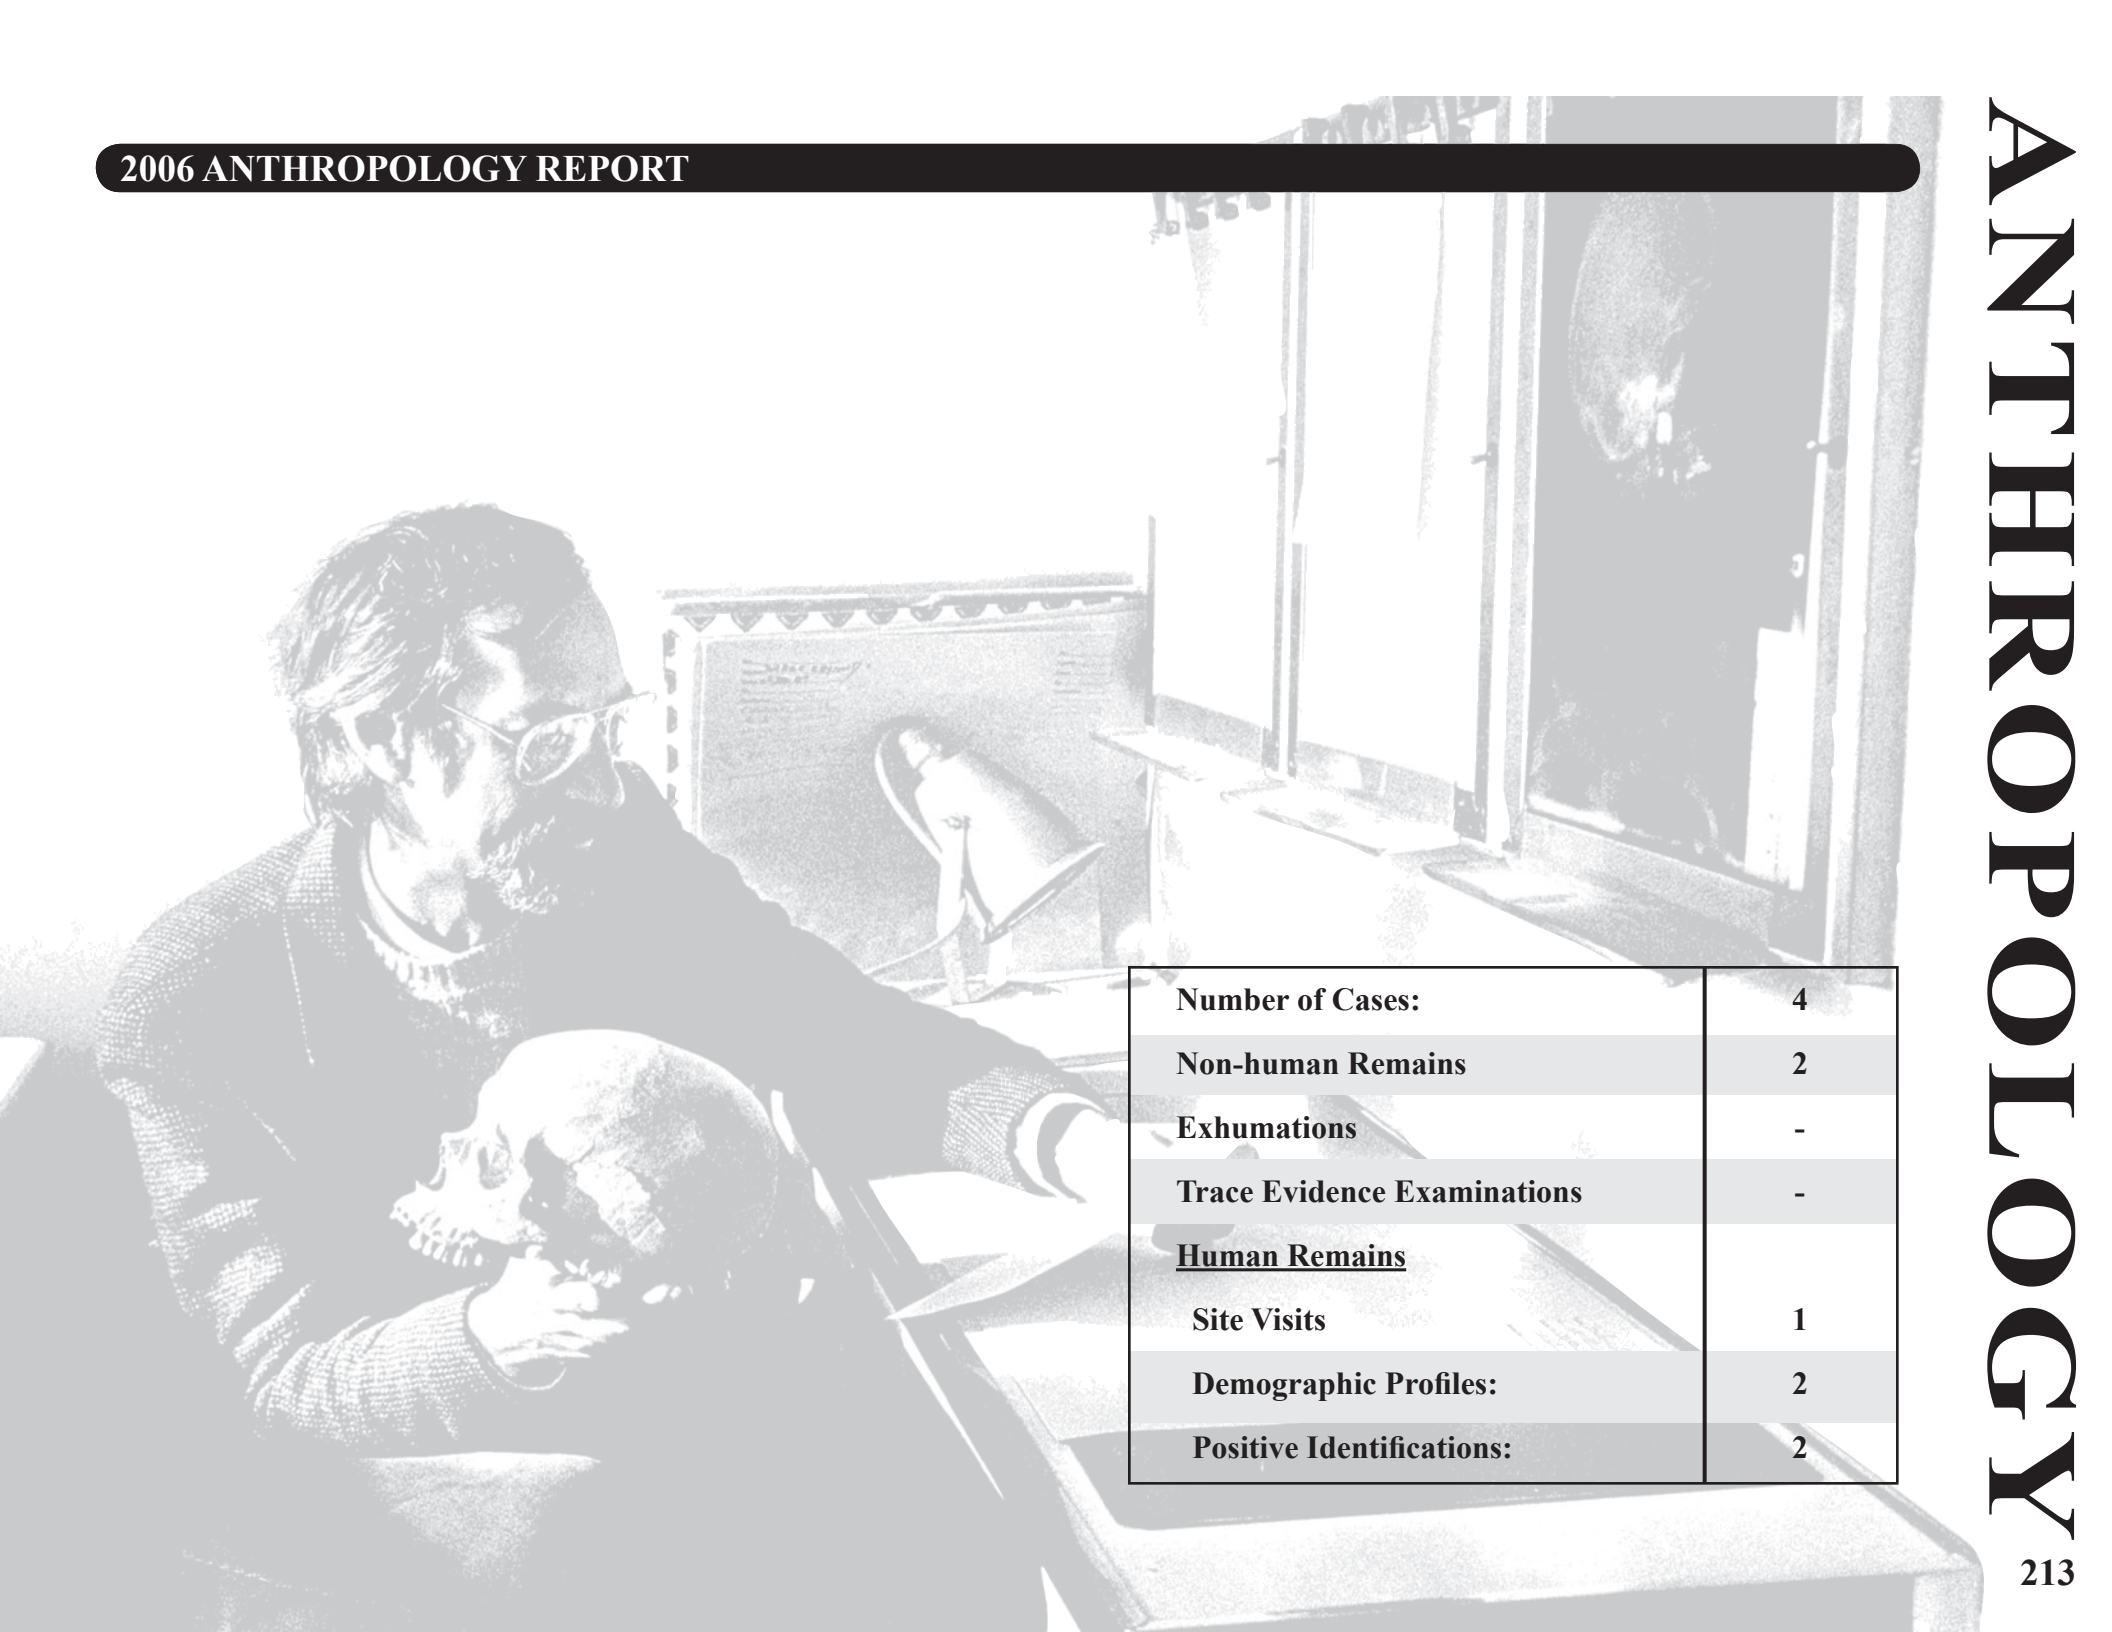 2006 ANTHROPOLOGY REPORT
Number of Cases: 4
Non-human Remains 2
Exhumations -
Trace Evidence Examinations -
Human Remains
Site Visits 1
Demographic Profiles: 2
Positive Identifications: 2
ANTHROPOLOGY
213